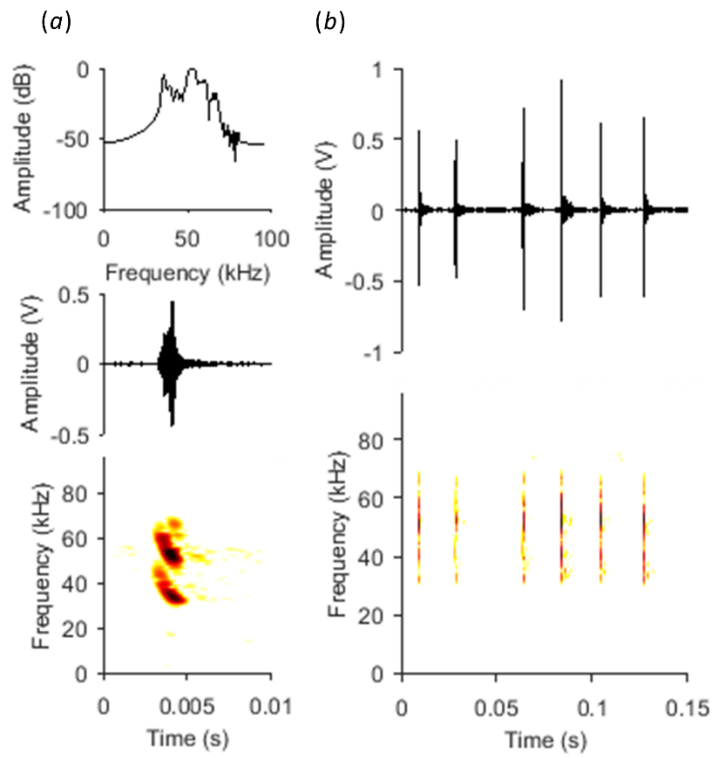 (a)
0
-50
-100
Amplitude (dB)
0 50 100
Frequency (kHz)
0.5
0
-0.5
Amplitude (V)
80
60
40
20
0
Frequency (kHz)
0 0.005 0.01
Time (s)
(b)
1
0.5
0
-0.5
-1
Amplitude (V)
80
60
40
20
0
Frequency (kHz)
0 0.05 0.1 0.15
Time (s)